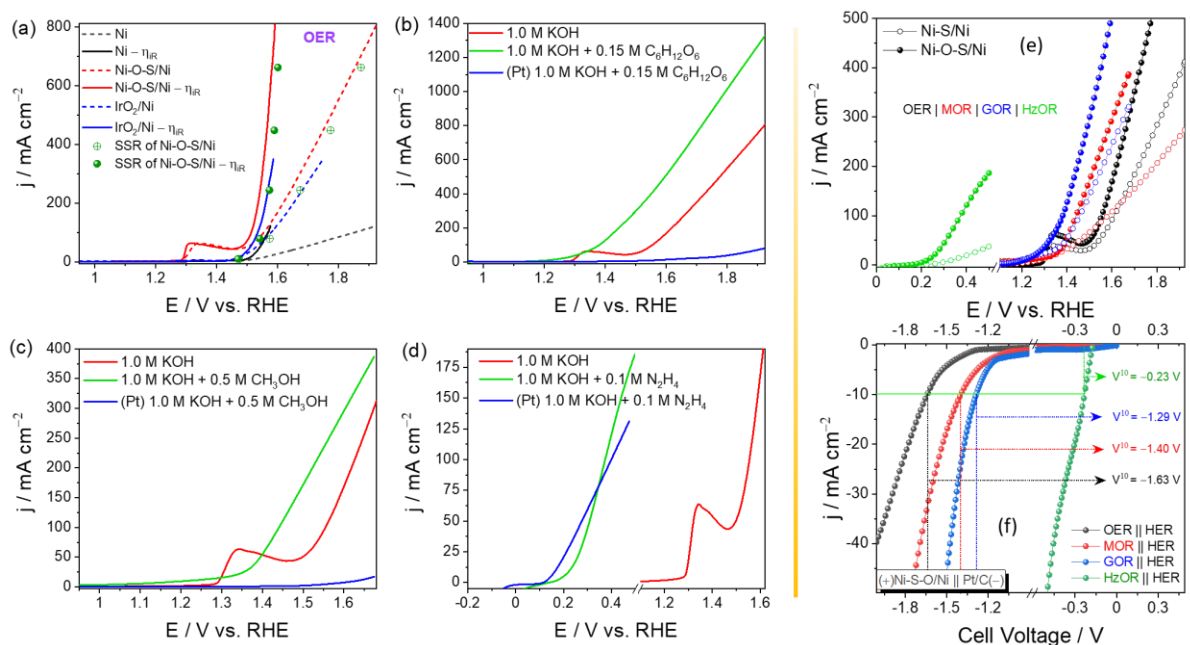 (a)
OER
Ni
Ni – ηiR
Ni-O-S/Ni
Ni-O-S/Ni – ηiR
IrO2/Ni
IrO2/Ni – ηiR
SSR of Ni-O-S/Ni
SSR of Ni-O-S/Ni – ηiR
800
600
400
200
0
j / mA cm−2
1.0 1.2 1.4 1.6 1.8
E / V vs. RHE
(b)
1.0 M KOH
1.0 M KOH + 0.15 M C6H12O6
(Pt) 1.0 M KOH + 0.15 M C6H12O6
1400
1200
1000
800
600
400
200
0
j / mA cm−2
1 1.2 1.4 1.6 1.8
E / V vs. RHE
(e)
Ni-S/Ni
Ni-O-S/Ni
OER | MOR | GOR | HzOR
500
400
300
200
100
0
j / mA cm−2
0.0 0.2 0.4 1.2 1.4 1.6 1.8
E / V vs. RHE
(c)
1.0 M KOH
1.0 M KOH + 0.5 M CH3OH
(Pt) 1.0 M KOH + 0.5 M CH3OH
400
350
300
250
200
150
100
50
0
j / mA cm−2
1.0 1.1 1.2 1.3 1.4 1.5 1.6
E / V vs. RHE
(d)
1.0 M KOH
1.0 M KOH + 0.1 M N2H4
(Pt) 1.0 M KOH + 0.1 M N2H4
175
150
125
100
75
50
25
0
j / mA cm−2
-0.2 0.0 0.2 0.4 1.2 1.4 1.6
E / V vs. RHE
-1.8 -1.5 -1.2 -0.3 0 0.3
0
-10
-20
-30
-40
j / mA cm−2
V10 = −0.23 V
V10 = −1.29 V
V10 = −1.40 V
V10 = −1.63 V
(f)
OER || HER
MOR || HER
GOR || HER
HzOR || HER
(+)Ni-S-O/Ni || Pt/C(−)
-1.8 -1.5 -1.2 -0.3 0 0.3
Cell Voltage / V